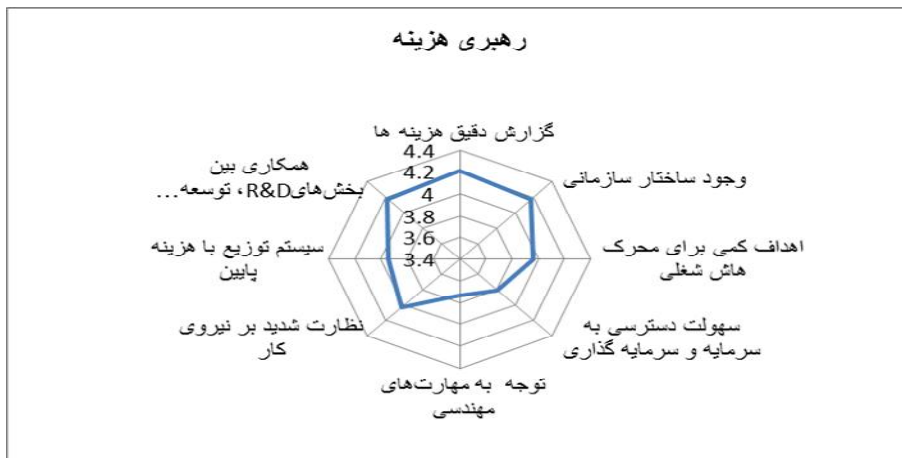 رهبری هزینه
گزارش دقیق هزینه ها
وجود ساختار سازمانی
اهداف کمی برای محرک
هاش شغلی
سهولت دسترسی به
سرمایه و سرمایه گذاری
توجه به مهارت‌های
مهندسی
نظارت شدید بر نیروی
کار
سیستم توزیع با هزینه
پایین
همکاری بین
بخش‌های‌R&D، توسعه...
4.4
4.2
4
3.8
3.6
3.4